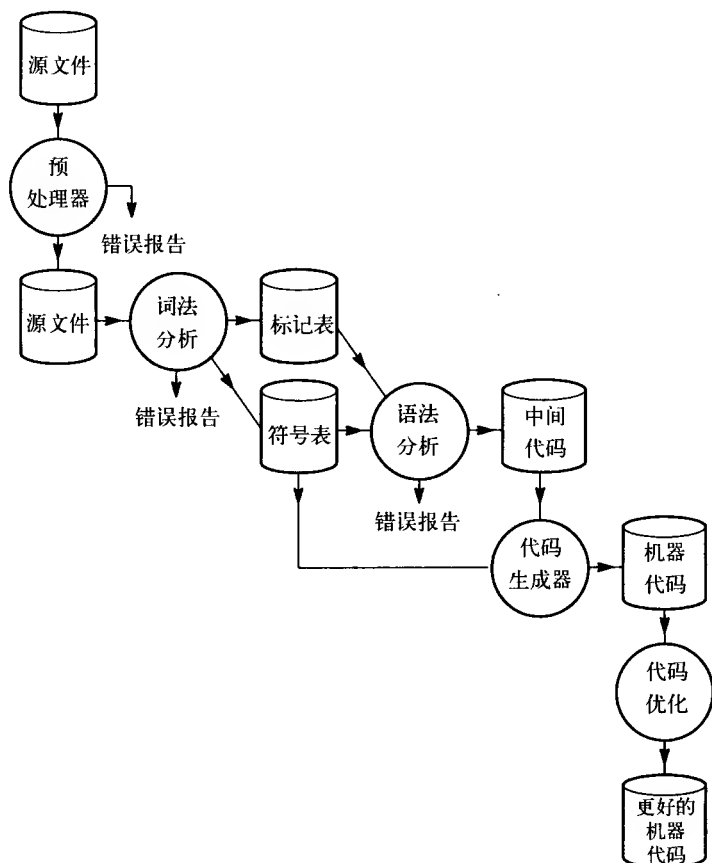 源文件
预
处理器
错误报告
源文件
词法
分析
标记表
错误报告
符号表
语法
分析
中间
代码
错误报告
代码
生成器
机器
代码
代码
优化
更好的
机器
代码